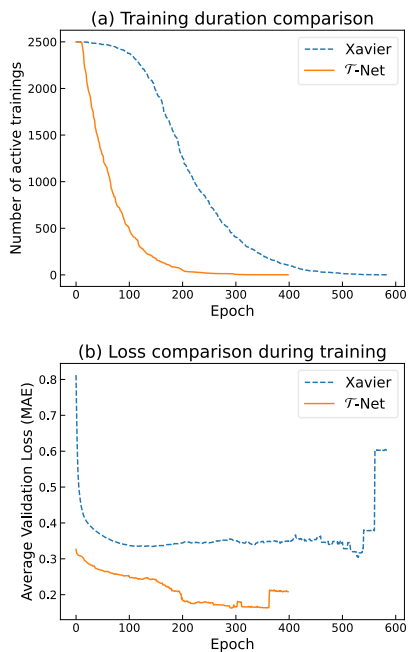 (a) Training duration comparison
Number of active trainings
2500
2000
1500
1000
500
0
Xavier
𝒯-Net
0 100 200 300 400 500 600
Epoch
(b) Loss comparison during training
Average Validation Loss (MAE)
0.8
0.7
0.6
0.5
0.4
0.3
0.2
Xavier
𝒯-Net
0 100 200 300 400 500 600
Epoch